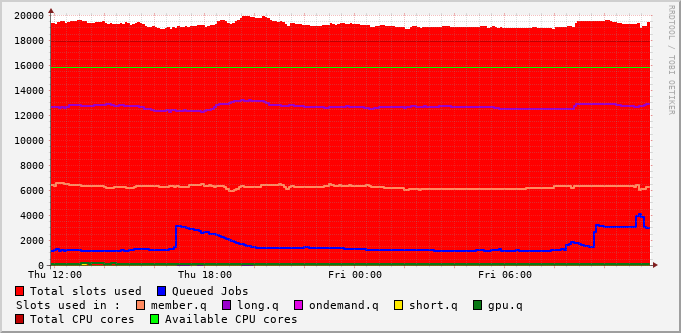 20000
18000
16000
14000
12000
10000
8000
6000
4000
2000
0
Thu 12:00 Thu 18:00 Fri 00:00 Fri 06:00
RRDTOOL / TOBI OETIKER
Total slots used Queued Jobs
Slots used in : member.q long.q ondemand.q short.q gpu.q
Total CPU cores Available CPU cores